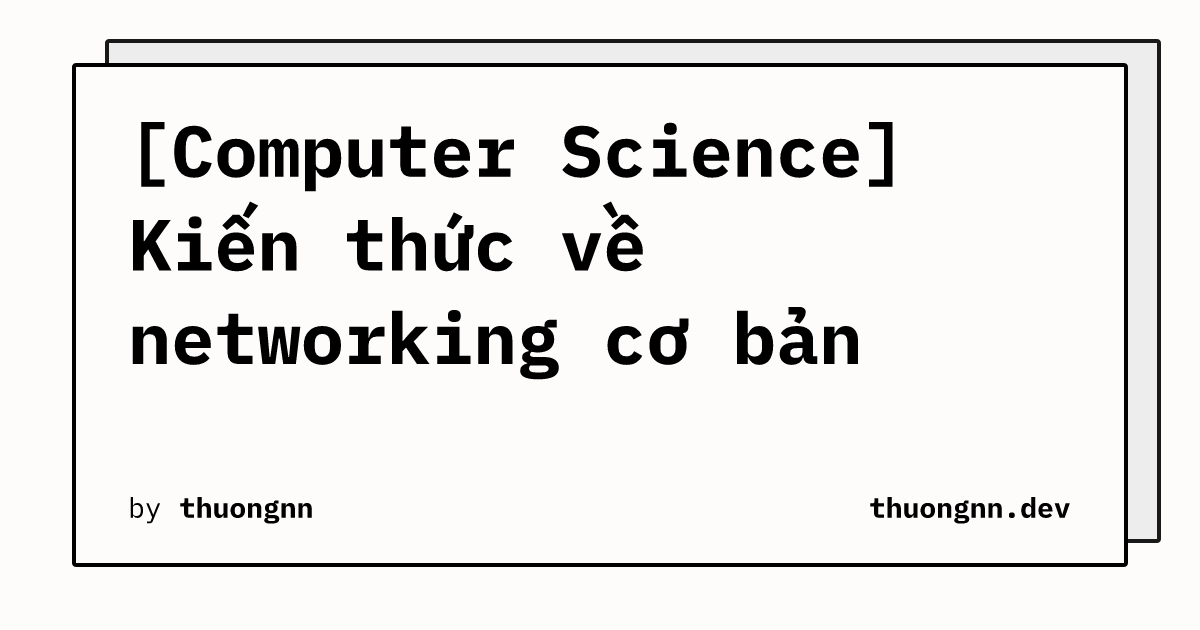 [Computer Science]
Kiến thức về
networking cơ bản
by thuongnn
thuongnn.dev